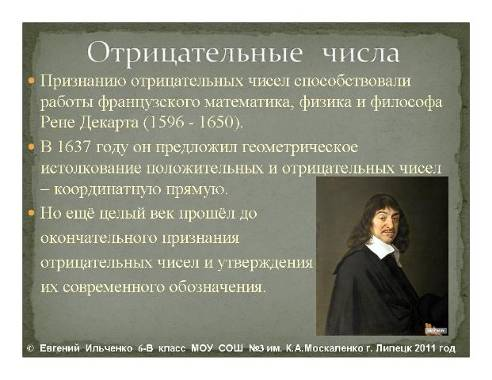 Отрицательные числа
Признанию отрицательных чисел способствовали
работы французского математика, физика и философа
Рене Декарта (1596 - 1650).
В 1637 году он предложил геометрическое
истолкование положительных и отрицательных чисел
– координатную прямую.
Но ещё целый век прошёл до
окончательного признания
отрицательных чисел и утверждения
их современного обозначения.
© Евгений Ильченко 6-В класс МОУ СОШ №3 им. К.А.Москаленко г. Липецк 2011 год